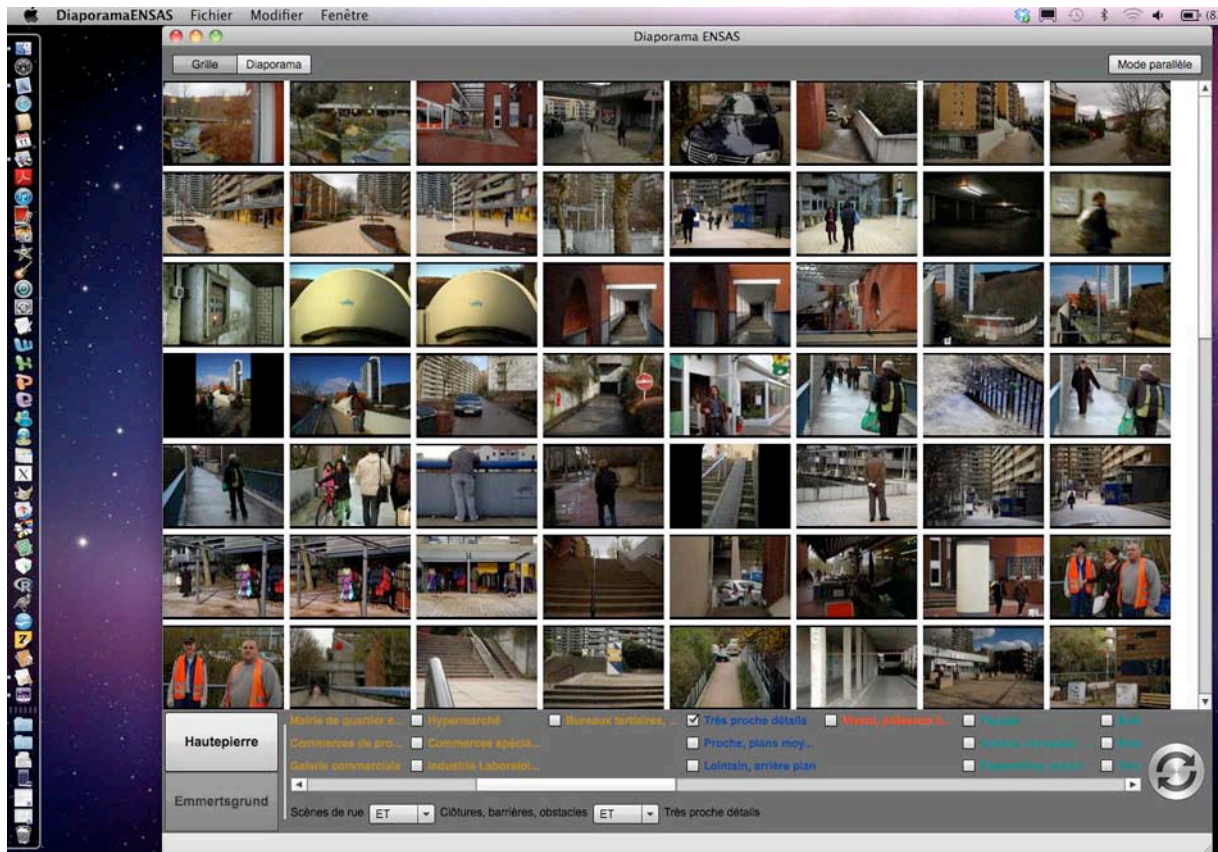 DiaporamaENSAS Fichier Modifier Fenêtre (8
Diaporama ENSAS
Grille Diaporama Mode parallèle
Mairie de quartier e... Hypermarché Bureaux tertiaires, ... Très proche détails Vivant,
Hautepierre
Commerces de pro... Commerces spécia... Proche, plans moy...
Galerie commerciale Industrie Laboratoi... Lointain, arrière plan
Emmertsgrund
Scènes de rue ET Clôtures, barrières, obstacles ET Très proche détails